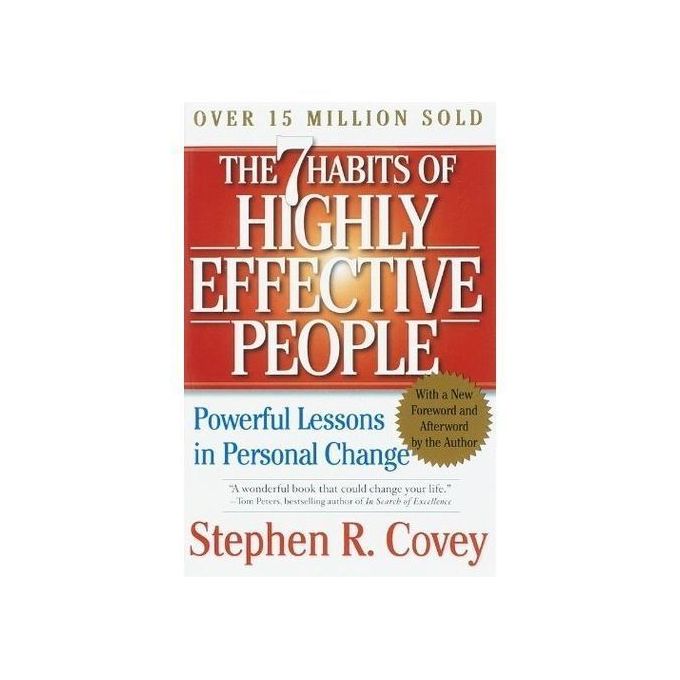 OVER 15 MILLION SOLD
THE 7 HABITS OF
HIGHLY
EFFECTIVE
PEOPLE
With a New
Foreword and
Afterword
by the Author
Powerful Lessons
in Personal Change
"A wonderful book that could change your life."
—Tom Peters, bestselling author of In Search of Excellence
Stephen R. Covey